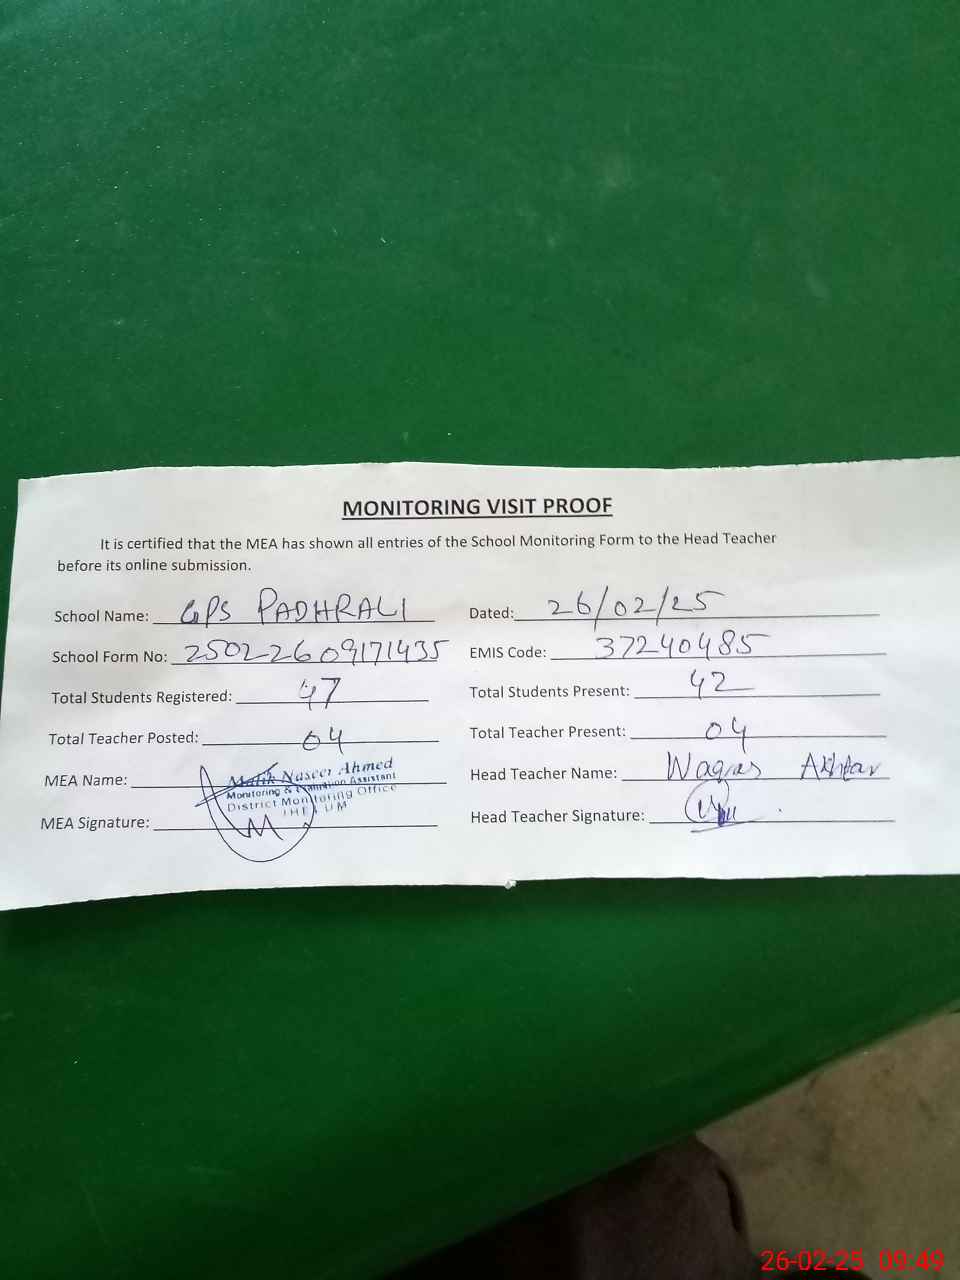 MONITORING VISIT PROOF
It is certified that the MEA has shown all entries of the School Monitoring Form to the Head Teacher
before its online submission.
School Name: GPS PADHRALI Dated: 26/02/25
School Form No: 25022609171435 EMIS Code: 37240485
Total Students Registered: 47 Total Students Present: 42
Total Teacher Posted: 04 Total Teacher Present: 04
MEA Name: Malik Naseer Ahmed Head Teacher Name: Waqas Akhtar
Monitoring & Evaluation Assistant
District Monitoring Office
JHELUM
MEA Signature: Head Teacher Signature:
26-02-25 09:49